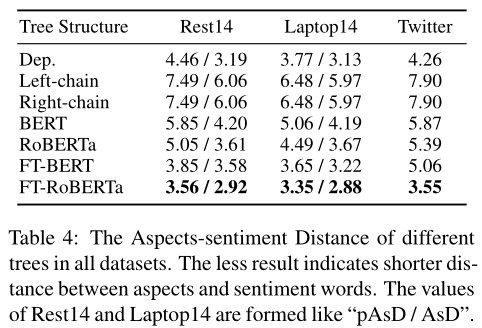 Tree Structure Rest14 Laptop14 Twitter
Dep. 4.46 / 3.19 3.77 / 3.13 4.26
Left-chain 7.49 / 6.06 6.48 / 5.97 7.90
Right-chain 7.49 / 6.06 6.48 / 5.97 7.90
BERT 5.85 / 4.20 5.06 / 4.19 5.87
RoBERTa 5.05 / 3.61 4.49 / 3.67 5.39
FT-BERT 3.85 / 3.58 3.65 / 3.22 5.06
FT-RoBERTa 3.56 / 2.92 3.35 / 2.88 3.55
Table 4: The Aspects-sentiment Distance of different
trees in all datasets. The less result indicates shorter dis-
tance between aspects and sentiment words. The values
of Rest14 and Laptop14 are formed like “pAsD / AsD”.